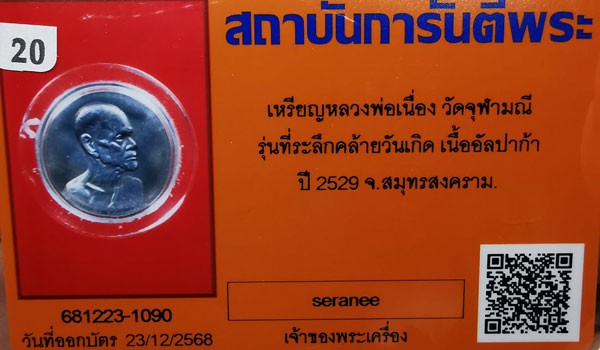 20
สถาบันการันตีพระ
เหรียญหลวงพ่อเนื่อง วัดจุฬามณี
รุ่นที่ระลึกคล้ายวันเกิด เนื้ออัลปาก้า
ปี 2529 จ.สมุทรสงคราม.
seranee
เจ้าของพระเครื่อง
681223-1090
วันที่ออกบัตร 23/12/2568